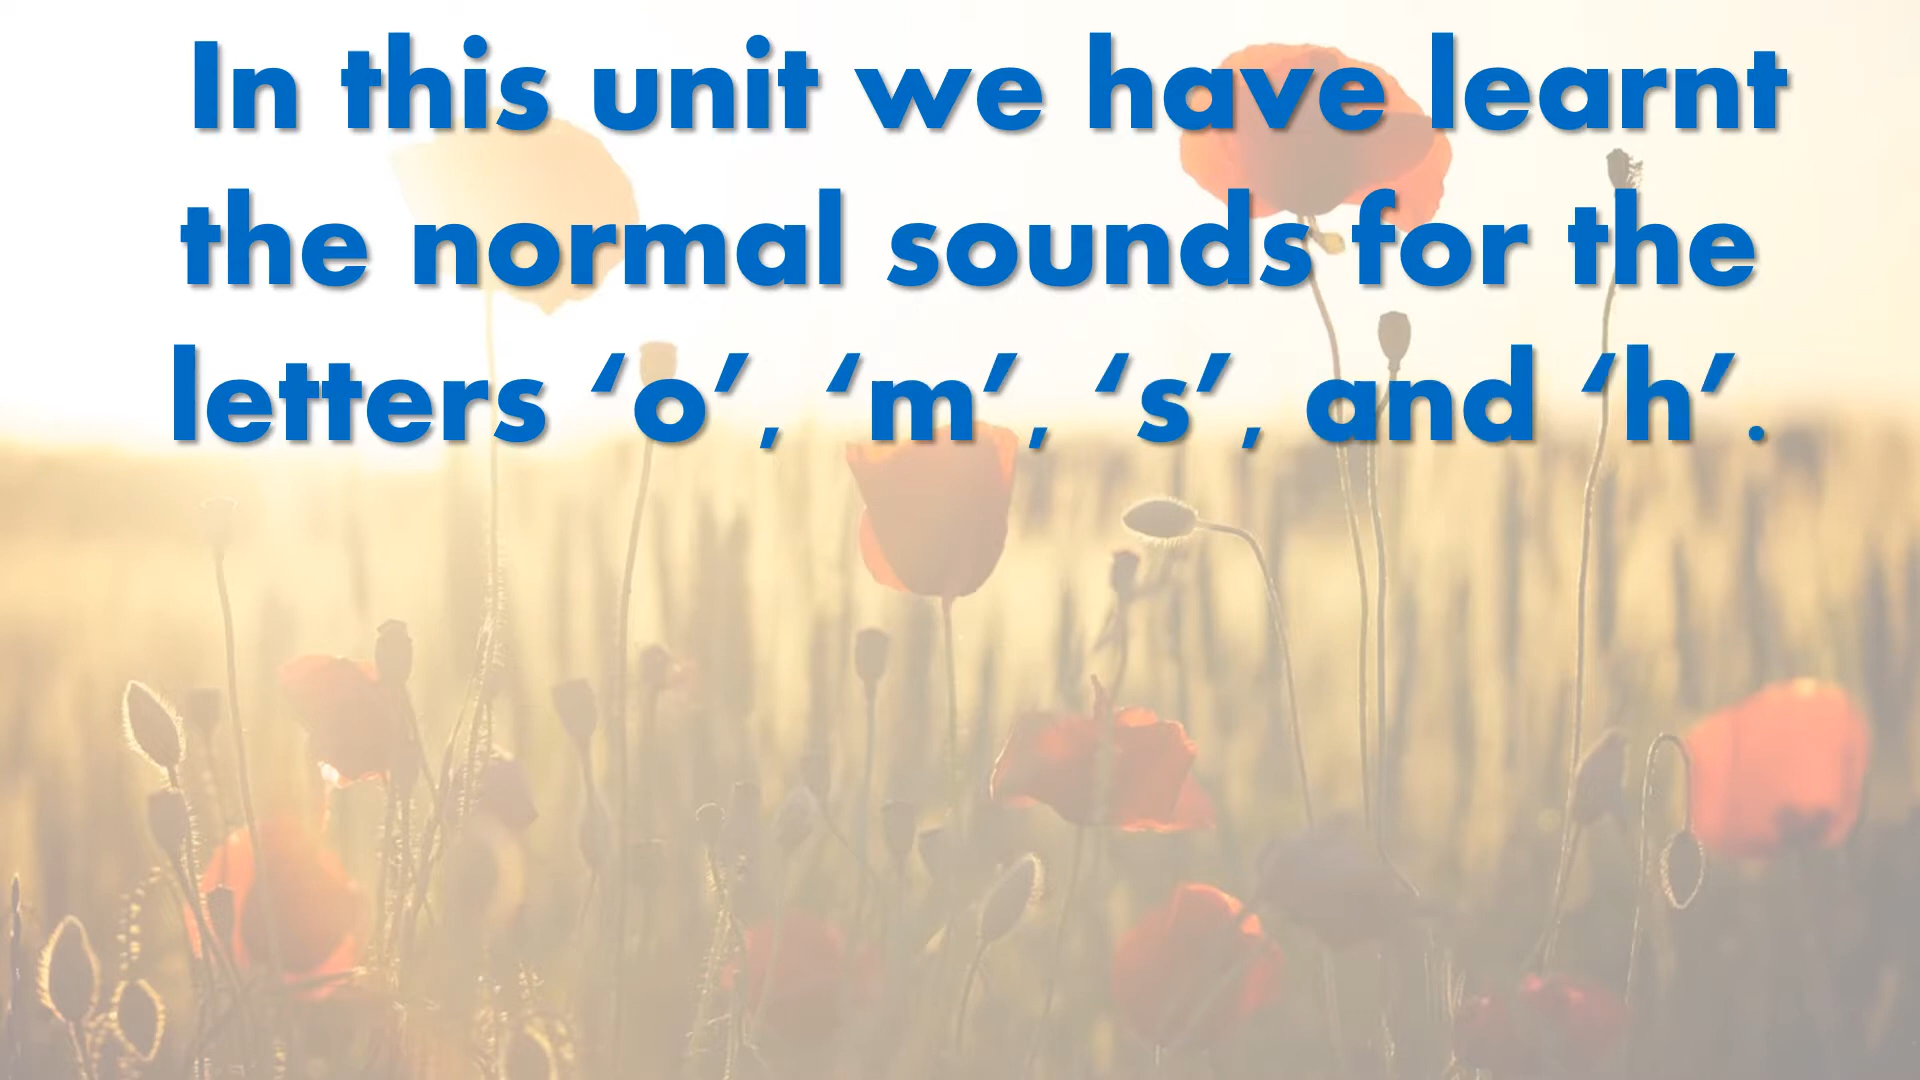 In this unit we have learnt
the normal sounds for the
letters ‘o’, ‘m’, ‘s’, and ‘h’.